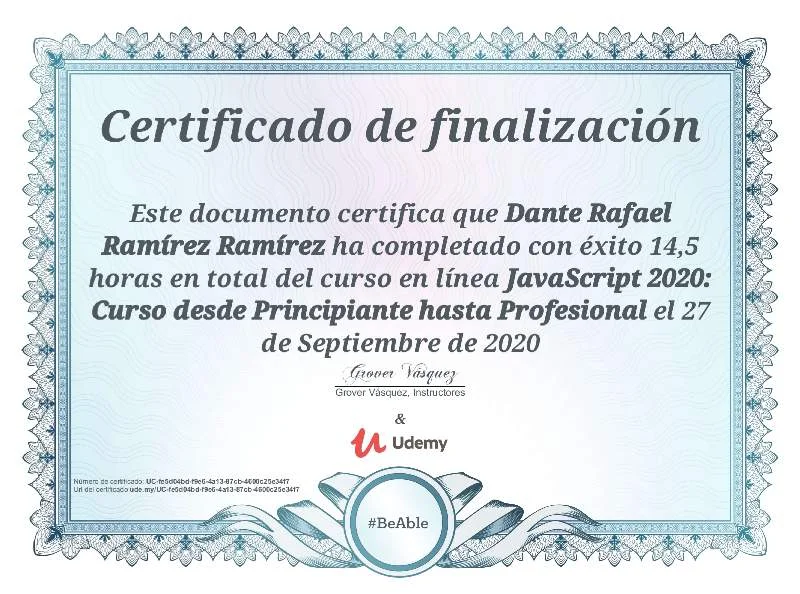 Certificado de finalización
Este documento certifica que Dante Rafael
Ramírez Ramírez ha completado con éxito 14,5
horas en total del curso en línea JavaScript 2020:
Curso desde Principiante hasta Profesional el 27
de Septiembre de 2020
Grover Vásquez
Grover Vásquez, Instructores
&
Udemy
Número de certificado: UC-fe5d04bd-f9e6-4a13-87cb-4600c25e34f7
Url del certificado:ude.my/UC-fe5d04bd-f9e6-4a13-87cb-4600c25e34f7
#BeAble